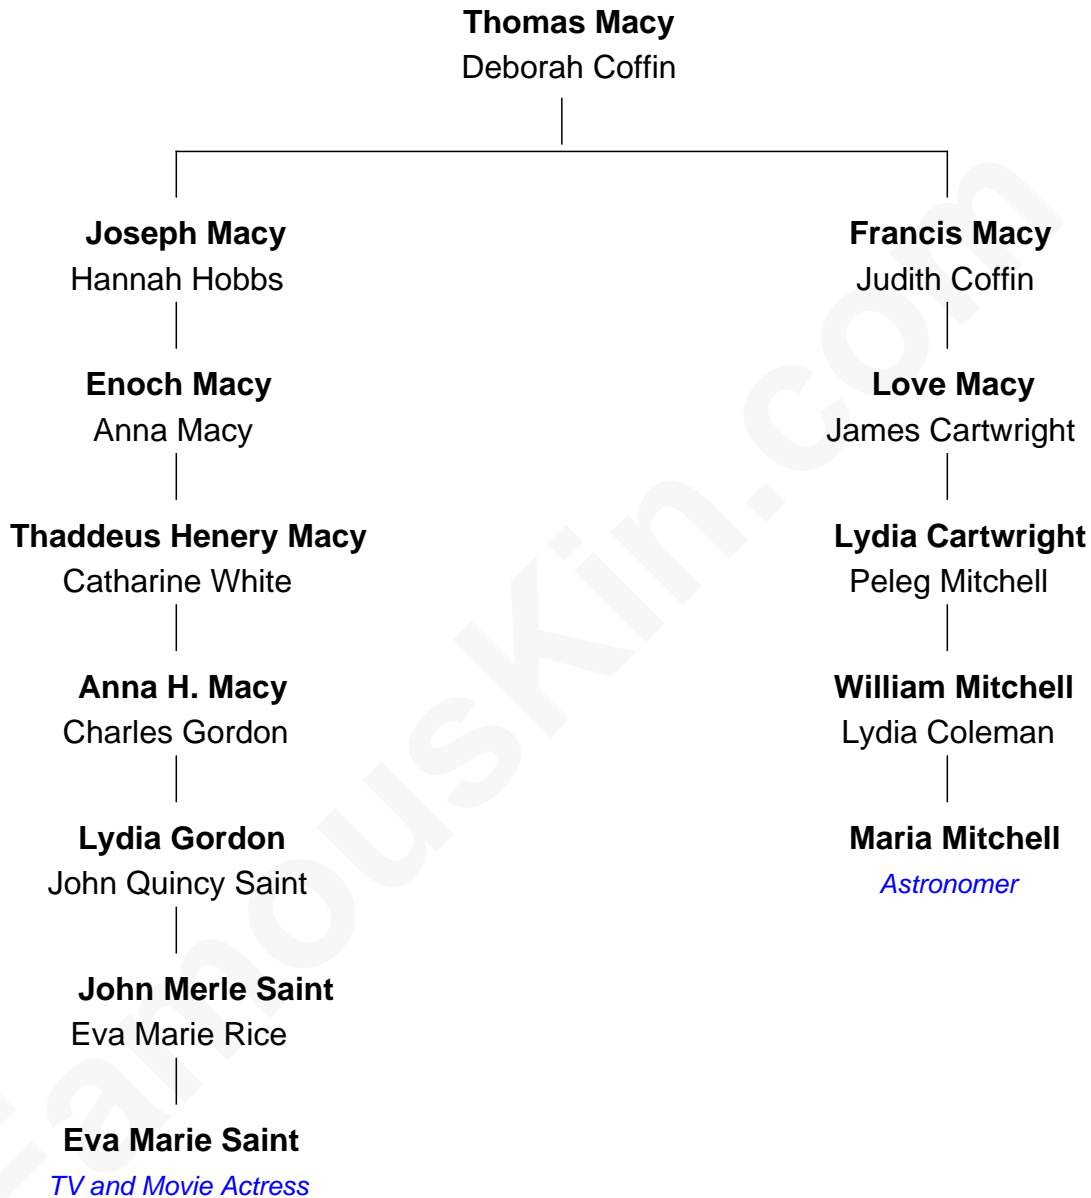 Thomas Macy
Deborah Coffin
Joseph Macy
Hannah Hobbs
Francis Macy
Judith Coffin
Enoch Macy
Anna Macy
Love Macy
James Cartwright
Thaddeus Henery Macy
Catharine White
Lydia Cartwright
Peleg Mitchell
Anna H. Macy
Charles Gordon
William Mitchell
Lydia Coleman
Lydia Gordon
John Quincy Saint
Maria Mitchell
Astronomer
John Merle Saint
Eva Marie Rice
Eva Marie Saint
TV and Movie Actress
FamousKin.com